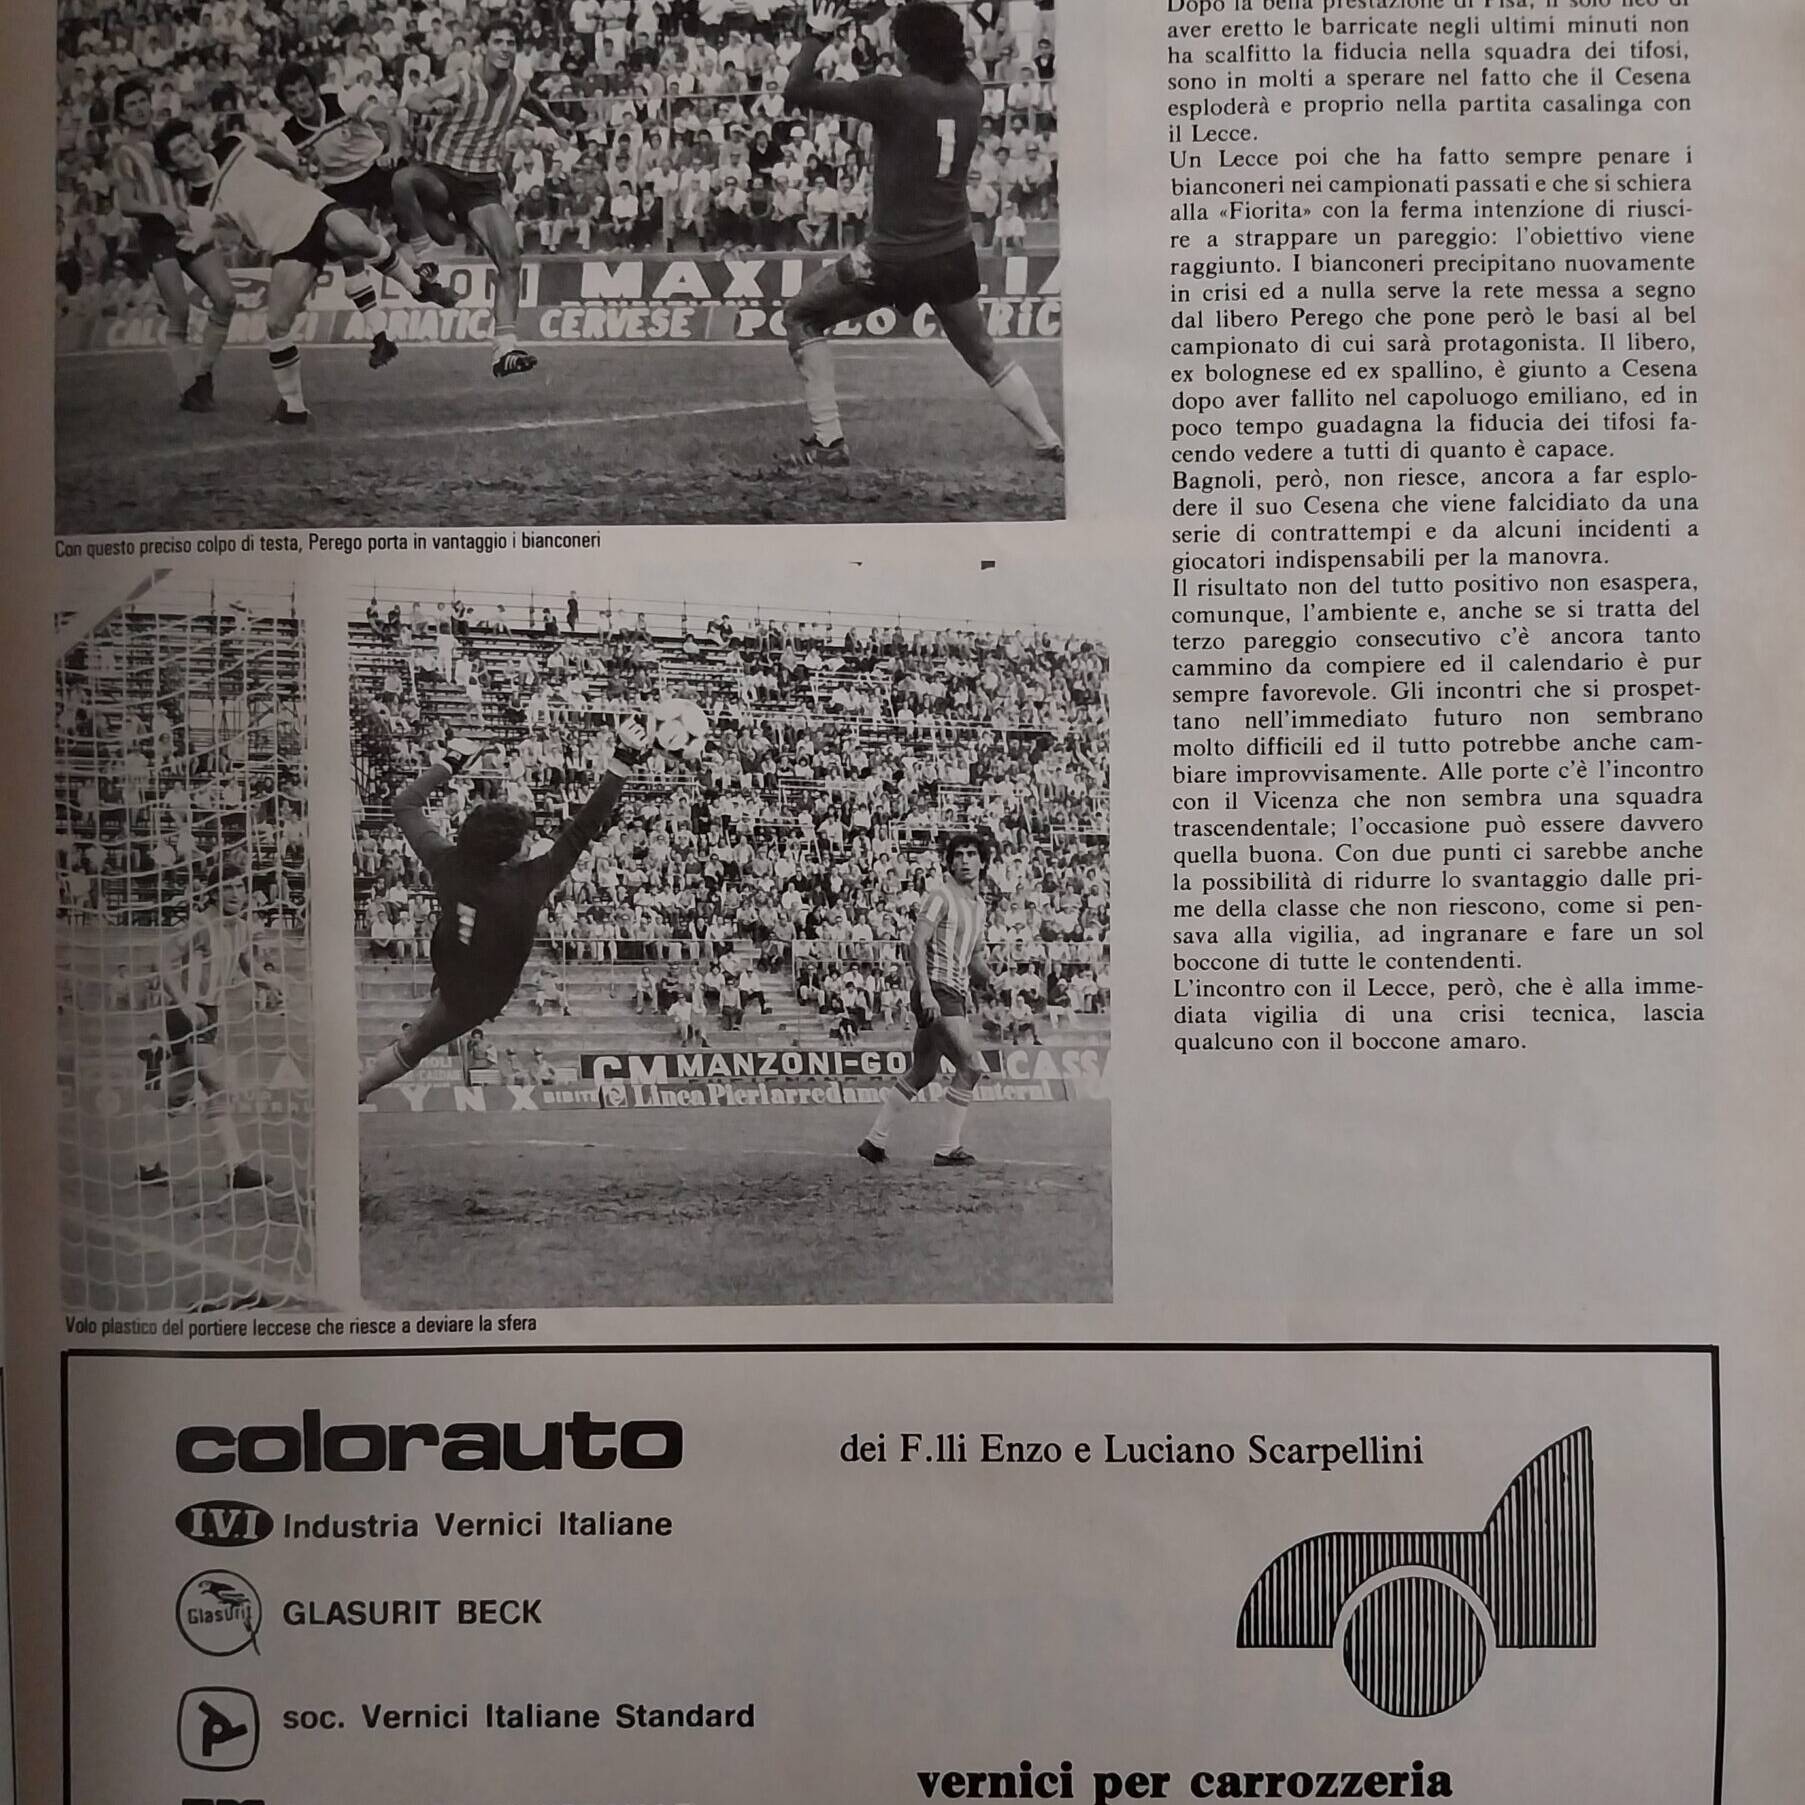 Dopo la bella prestazione di Pisa, il solo neo di
aver eretto le barricate negli ultimi minuti non
ha scalfitto la fiducia nella squadra dei tifosi,
sono in molti a sperare nel fatto che il Cesena
esploderà e proprio nella partita casalinga con
il Lecce.
Un Lecce poi che ha fatto sempre penare i
bianconeri nei campionati passati e che si schiera
alla «Fiorita» con la ferma intenzione di riusci-
re a strappare un pareggio: l'obiettivo viene
raggiunto. I bianconeri precipitano nuovamente
in crisi ed a nulla serve la rete messa a segno
dal libero Perego che pone però le basi al bel
campionato di cui sarà protagonista. Il libero,
ex bolognese ed ex spallino, è giunto a Cesena
dopo aver fallito nel capoluogo emiliano, ed in
poco tempo guadagna la fiducia dei tifosi fa-
cendo vedere a tutti di quanto è capace.
Bagnoli, però, non riesce, ancora a far esplo-
dere il suo Cesena che viene falcidiato da una
serie di contrattempi e da alcuni incidenti a
giocatori indispensabili per la manovra.
Il risultato non del tutto positivo non esaspera,
comunque, l'ambiente e, anche se si tratta del
terzo pareggio consecutivo c'è ancora tanto
cammino da compiere ed il calendario è pur
sempre favorevole. Gli incontri che si prospet-
tano nell'immediato futuro non sembrano
molto difficili ed il tutto potrebbe anche cam-
biare improvvisamente. Alle porte c'è l'incontro
con il Vicenza che non sembra una squadra
trascendentale; l'occasione può essere davvero
quella buona. Con due punti ci sarebbe anche
la possibilità di ridurre lo svantaggio dalle pri-
me della classe che non riescono, come si pen-
sava alla vigilia, ad ingranare e fare un sol
boccone di tutte le contendenti.
L'incontro con il Lecce, però, che è alla imme-
diata vigilia di una crisi tecnica, lascia
qualcuno con il boccone amaro.
1
MAXI
CERVESE
Con questo preciso colpo di testa, Perego porta in vantaggio i bianconeri
CM MANZONI-GO
LYNX BIBITE Linea Pieri
Volo plastico del portiere leccese che riesce a deviare la sfera
colorauto
dei F.lli Enzo e Luciano Scarpellini
I.V.I Industria Vernici Italiane
Glasurit GLASURIT BECK
soc. Vernici Italiane Standard
vernici per carrozzeria